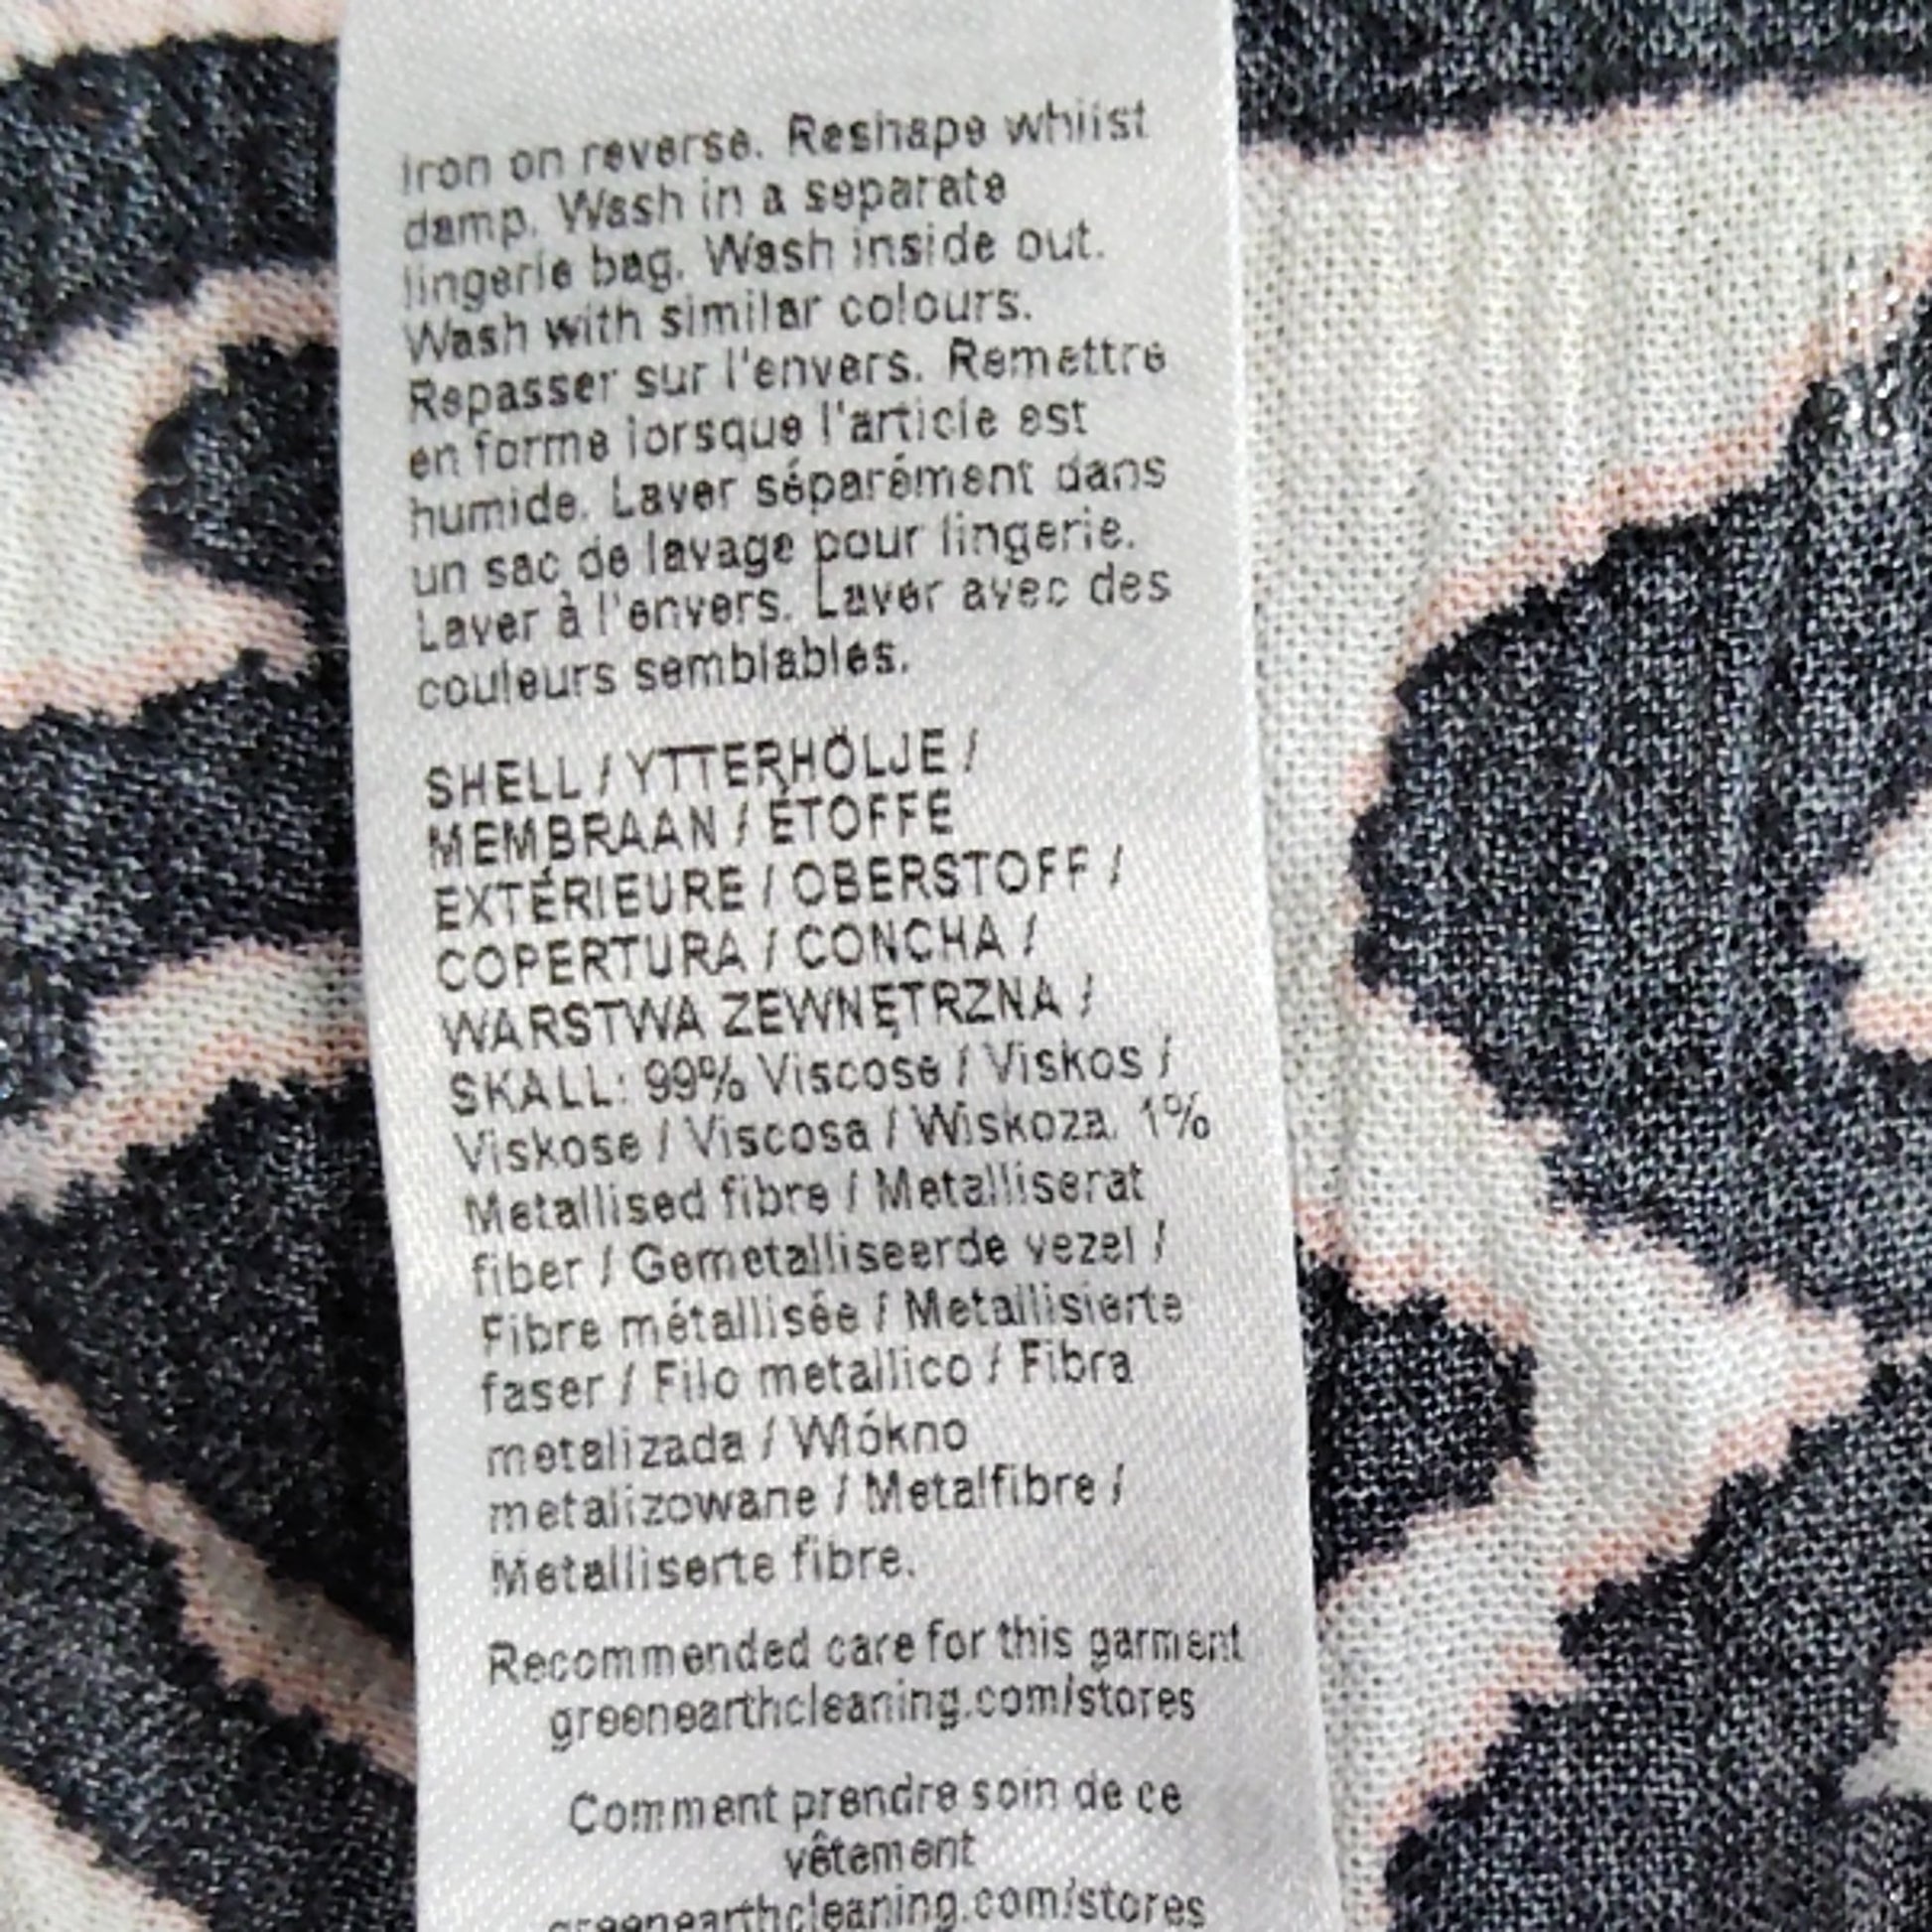 Iron on reverse. Reshape whilst
damp. Wash in a separate
lingerie bag. Wash inside out.
Wash with similar colours.
Repasser sur l'envers. Remettre
en forme lorsque l'article est
humide. Laver séparément dans
un sac de lavage pour lingerie.
Laver à l'envers. Laver avec des
couleurs semblables.
SHELL / YTTERHÖLJE /
MEMBRAAN / ÉTOFFE
EXTÉRIEURE / OBERSTOFF /
COPERTURA / CONCHA /
WARSTWA ZEWNĘTRZNA /
SKALL: 99% Viscose / Viskos /
Viskose / Viscosa / Wiskoza, 1%
Metallised fibre / Metalliserat
fiber / Gemetalliseerde vezel /
Fibre métallisée / Metallisierte
faser / Filo metallico / Fibra
metalizada / Włókno
metalizowane / Metalfibre /
Metalliserte fibre.
Recommended care for this garment
greenearthcleaning.com/stores
Comment prendre soin de ce
vêtement
greenearthcleaning.com/stores